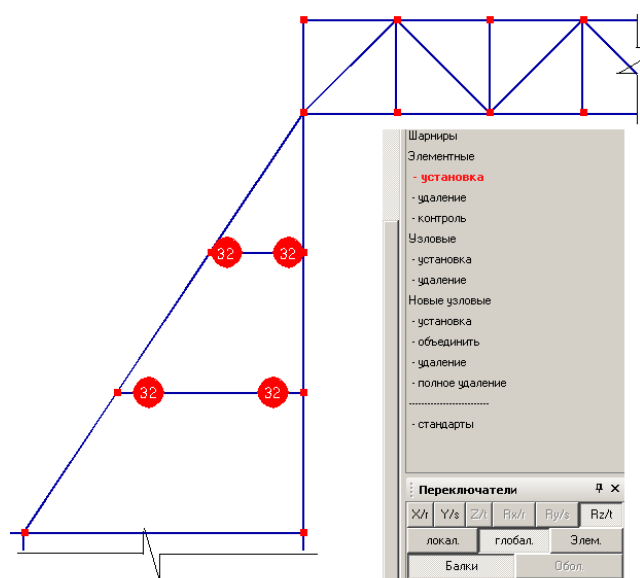 Шарниры
Элементные
- установка
- удаление
- контроль
Узловые
- установка
- удаление
Новые узловые
- установка
- объединить
- удаление
- полное удаление
-------------------------
- стандарты
32 32
32 32
Переключатели
X/r Y/s Z/t Rx/r Ry/s Rz/t
локал. глобал. Элем.
Балки Обол.